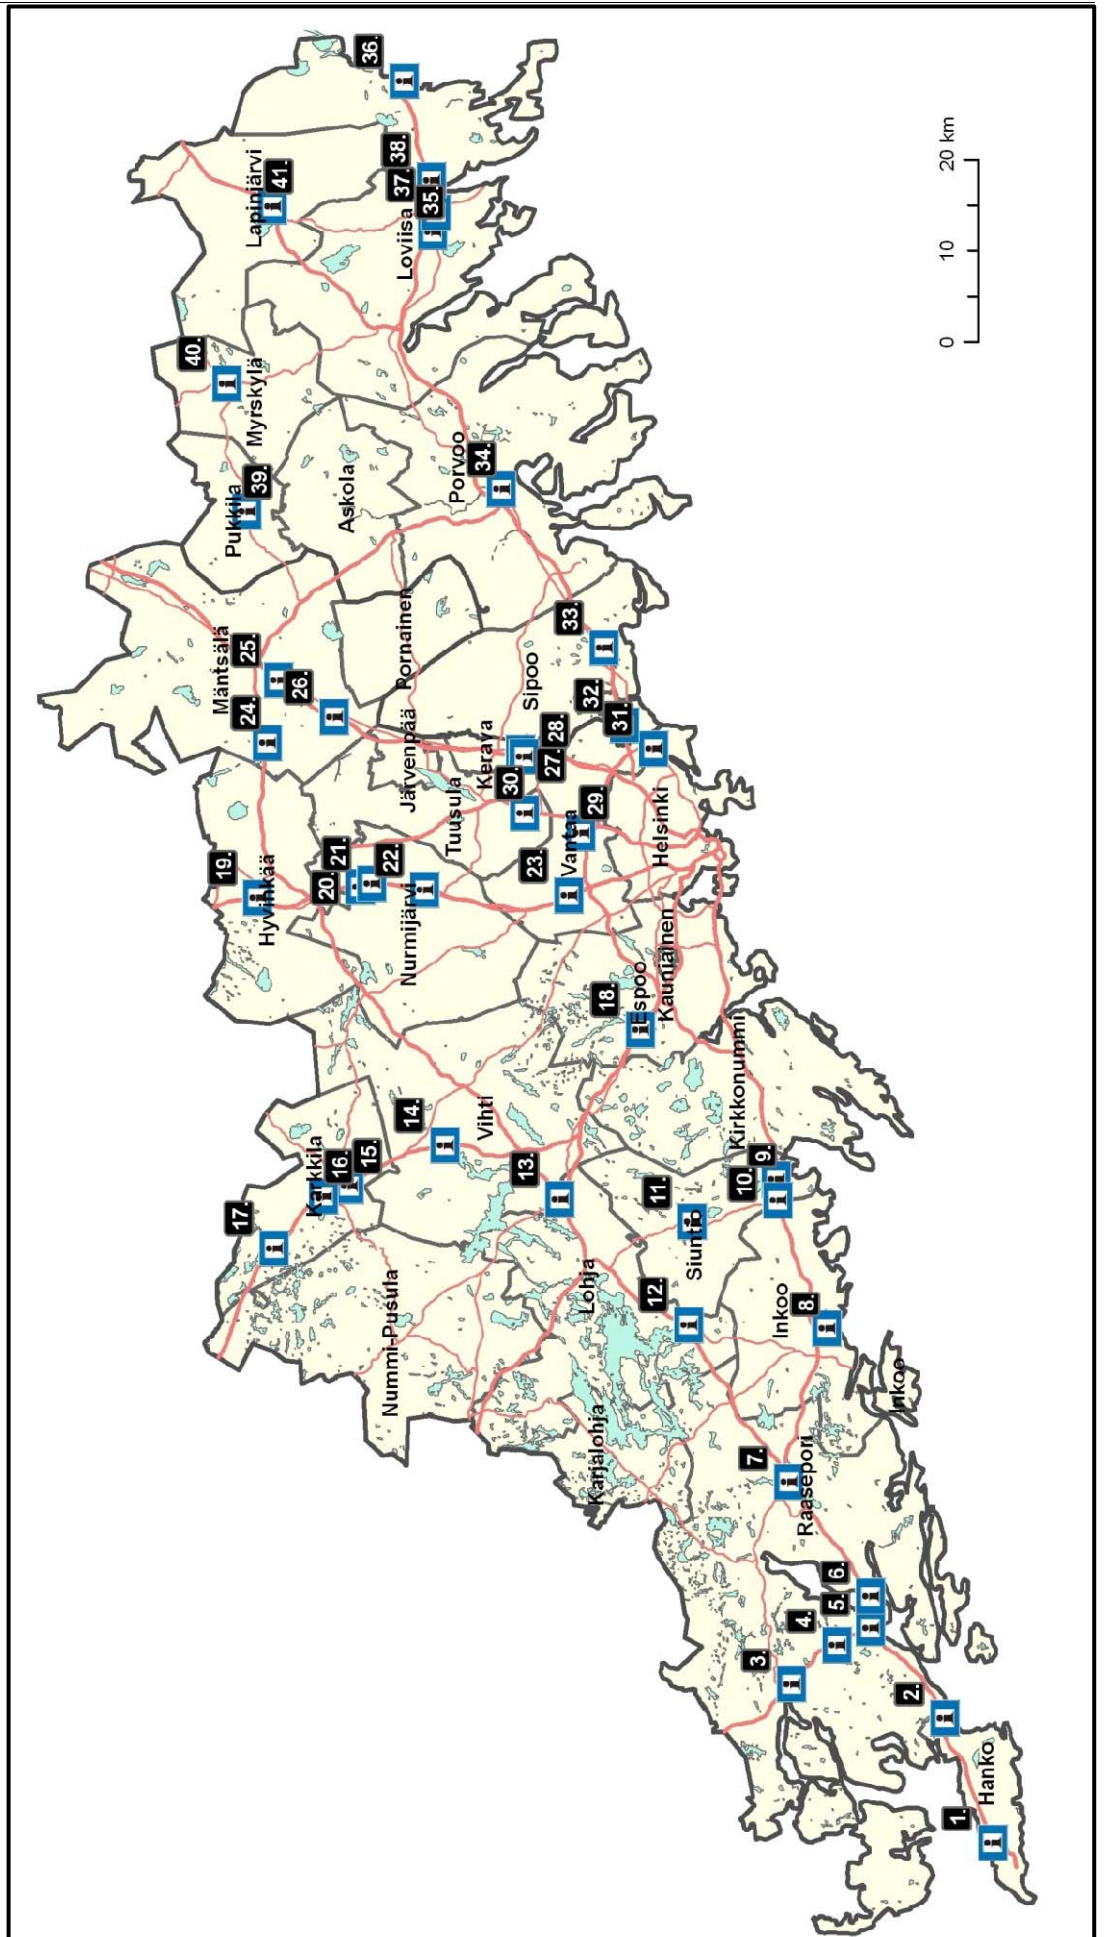 40.
Mäntsälä
19.
Pukkila
17.
24.
25.
Lapinjärvi
Myrskylä
39.
Hyvinkää
41.
26.
Karkkila
20.
21.
16.
Askola
15.
36.
22.
Nummi-Pusula
38.
37.
Pornainen
Loviisa
Nurmijärvi
Järvenpää
14.
35.
Tuusula
Porvoo
34.
Vihti
Kerava
30.
13.
Sipoo
23.
27.
28.
Vantaa
33.
Lohja
32.
29.
Karjalohja
18.
31.
Espoo
12.
11.
Helsinki
Kauniainen
Siuntio
Kirkkonummi
10.
7.
3.
9.
Inkoo
4.
8.
Raasepori
5.
6.
Inkoo
2.
0 10 20 km
1.
Hanko